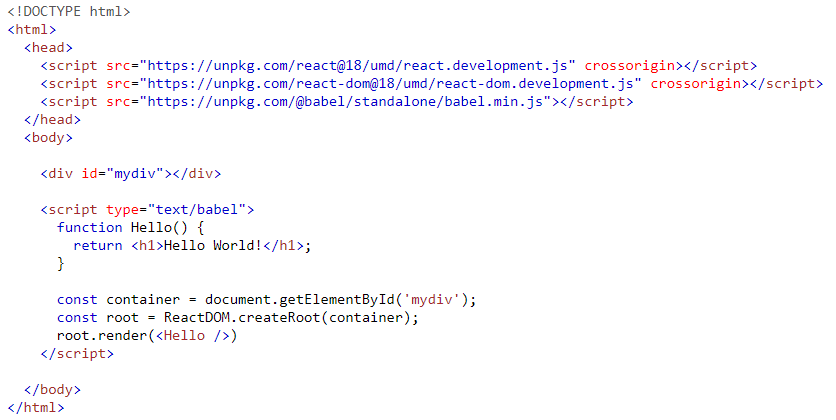 <!DOCTYPE html>
<html>
  <head>
    <script src="https://unpkg.com/react@18/umd/react.development.js" crossorigin></script>
    <script src="https://unpkg.com/react-dom@18/umd/react-dom.development.js" crossorigin></script>
    <script src="https://unpkg.com/@babel/standalone/babel.min.js"></script>
  </head>
  <body>

    <div id="mydiv"></div>

    <script type="text/babel">
      function Hello() {
        return <h1>Hello World!</h1>;
      }

      const container = document.getElementById('mydiv');
      const root = ReactDOM.createRoot(container);
      root.render(<Hello />)
    </script>

  </body>
</html>